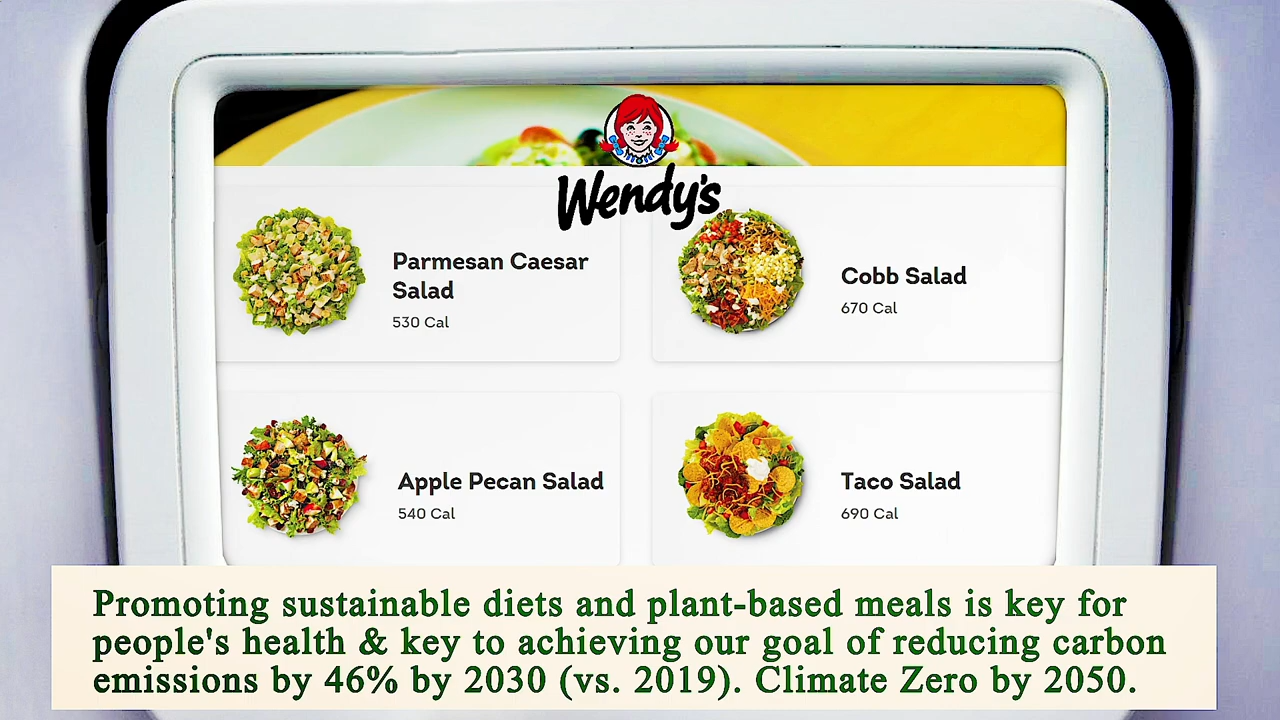 Wendy's
Parmesan Caesar
Salad
530 Cal
Cobb Salad
670 Cal
Apple Pecan Salad
540 Cal
Taco Salad
690 Cal
Promoting sustainable diets and plant-based meals is key for
people's health & key to achieving our goal of reducing carbon
emissions by 46% by 2030 (vs. 2019). Climate Zero by 2050.